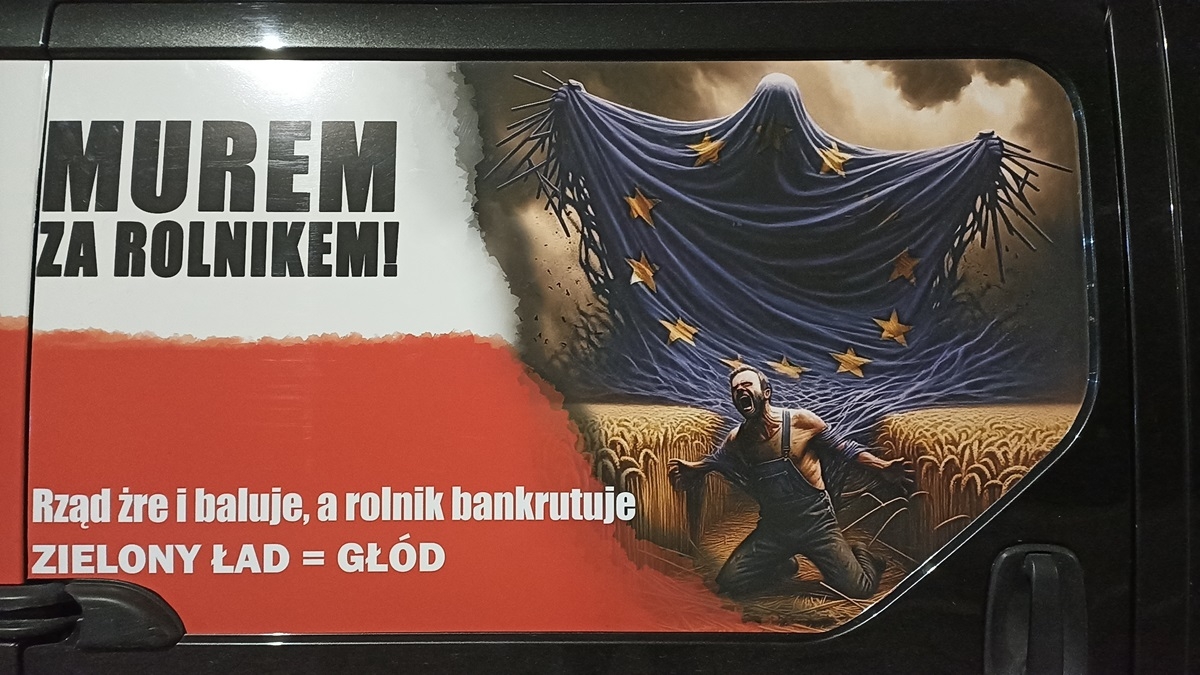 MUREM
ZA ROLNIKEM!
Rząd żre i baluje, a rolnik bankrutuje
ZIELONY ŁAD = GŁÓD